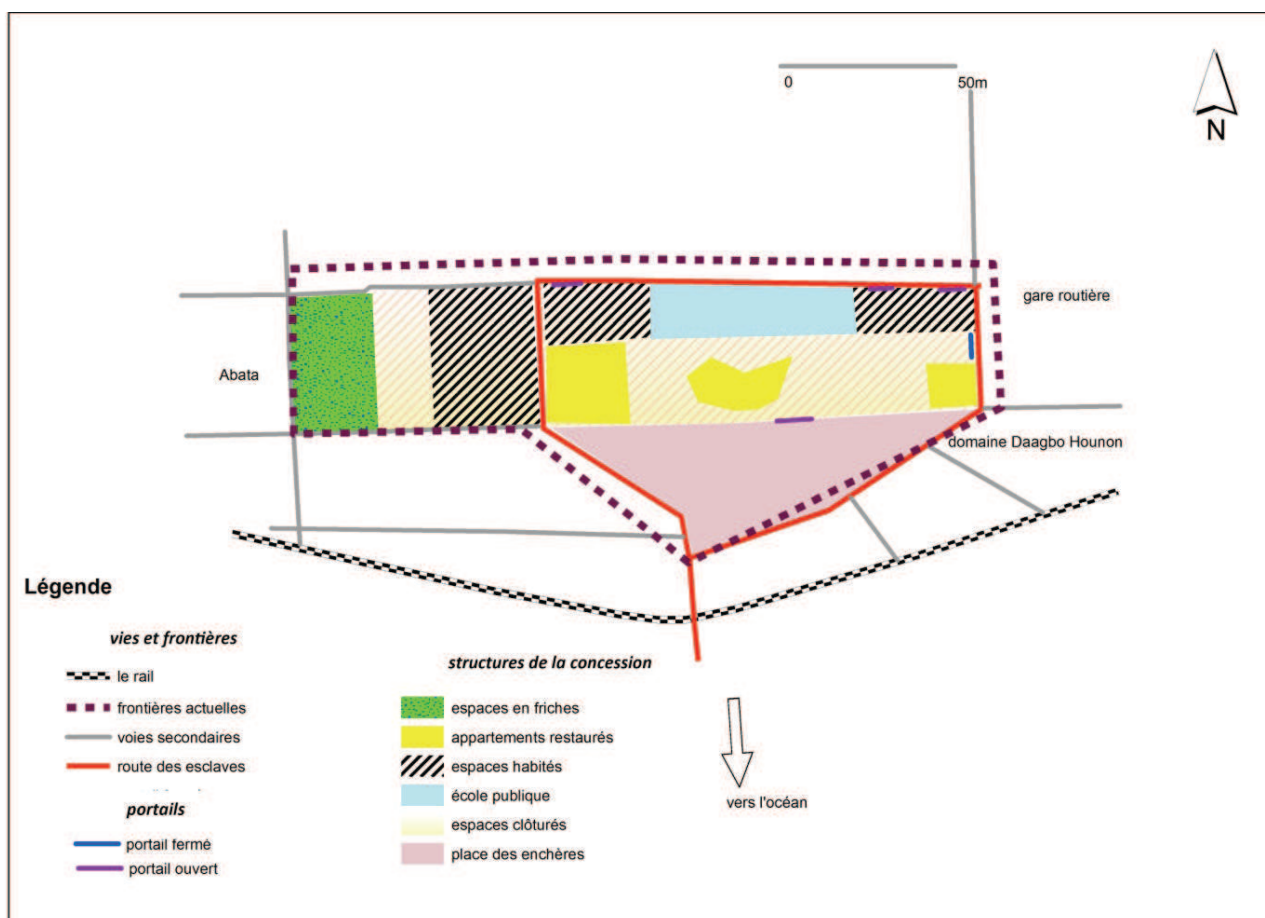 0 50m
N
gare routière
Abata
domaine Daagbo Hounon
Légende
vies et frontières
le rail
frontières actuelles
voies secondaires
route des esclaves
portails
portail fermé
portail ouvert
structures de la concession
espaces en friches
appartements restaurés
espaces habités
école publique
espaces clôturés
place des enchères
vers l'océan